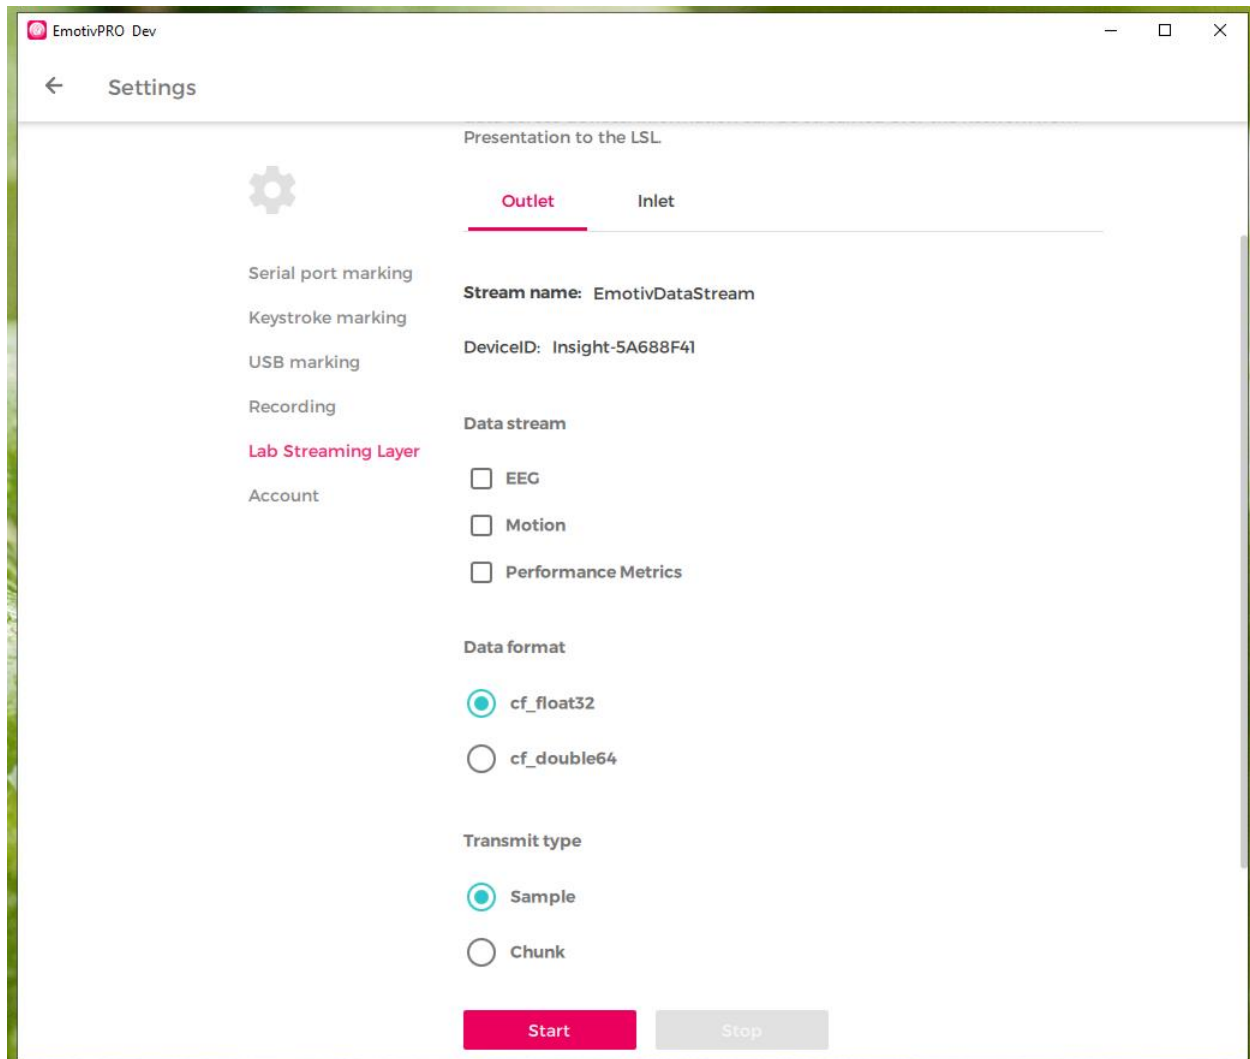 EmotivPRO Dev
Settings
Presentation to the LSL.
Outlet Inlet
Serial port marking
Keystroke marking
USB marking
Recording
Lab Streaming Layer
Account
Stream name: EmotivDataStream
DeviceID: Insight-5A688F41
Data stream
EEG
Motion
Performance Metrics
Data format
cf_float32
cf_double64
Transmit type
Sample
Chunk
Start Stop